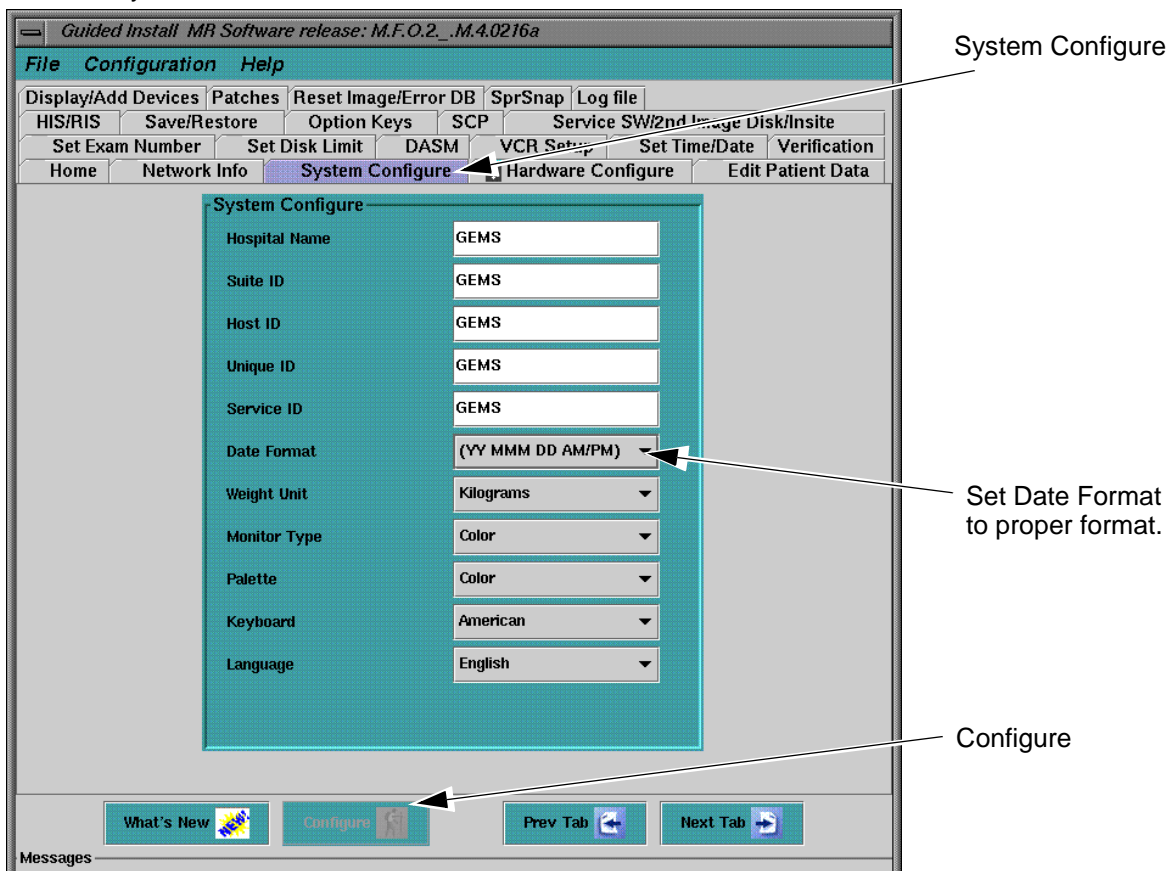 Guided Install MR Software release: M.F.O.2._.M.4.0216a
System Configure
File Configuration Help
Display/Add Devices Patches Reset Image/Error DB SprSnap Log file
HIS/RIS Save/Restore Option Keys SCP Service SW/2nd Image Disk/Insite
Set Exam Number Set Disk Limit DASM VCR Setup Set Time/Date Verification
Home Network Info System Configure Hardware Configure Edit Patient Data
System Configure
Hospital Name GEMS
Suite ID GEMS
Host ID GEMS
Unique ID GEMS
Service ID GEMS
Date Format (YY MMM DD AM/PM)
Weight Unit Kilograms
Set Date Format
to proper format.
Monitor Type Color
Palette Color
Keyboard American
Language English
Configure
What's New NEW! Configure Prev Tab Next Tab
Messages